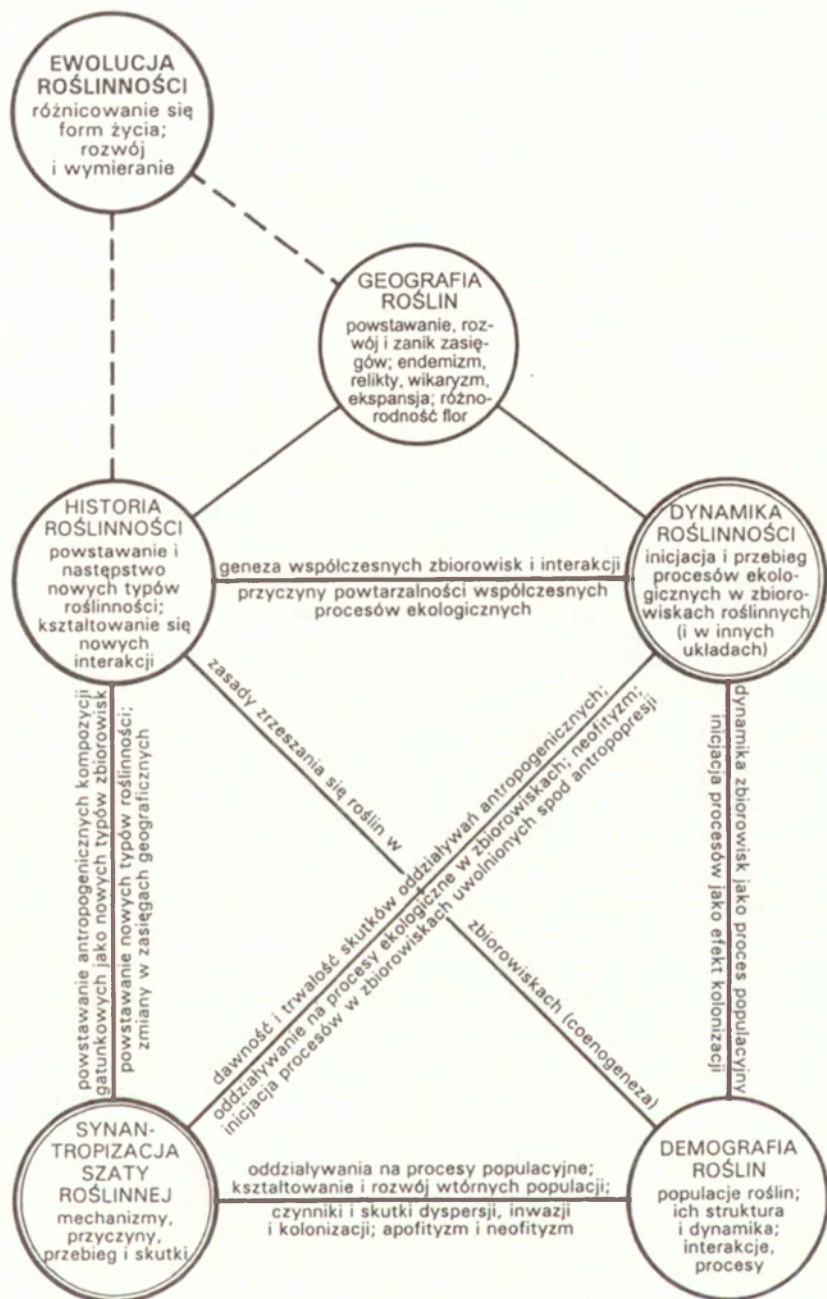 EWOLUCJA
ROŚLINNOŚCI
różnicowanie się
form życia;
rozwój
i wymieranie
GEOGRAFIA
ROŚLIN
powstawanie, roz-
wój i zanik zasię-
gów; endemizm,
relikty, wikaryzm,
ekspansja; różno-
rodność flor
HISTORIA
ROŚLINNOŚCI
powstawanie i
następstwo
nowych typów
roślinności;
kształtowanie się
nowych
interakcji
geneza współczesnych zbiorowisk i interakcji
przyczyny powtarzalności współczesnych
procesów ekologicznych
DYNAMIKA
ROŚLINNOŚCI
inicjacja i przebieg
procesów ekolo-
gicznych w zbioro-
wiskach roślinnych
(i w innych
układach)
powstawanie antropogenicznych kompozycji
gatunkowych jako nowych typów zbiorowisk
powstawanie nowych typów roślinności;
zmiany w zasięgach geograficznych
zasady zrzeszania się roślin w
zbiorowiskach (coenogeneza)
dawność i trwałość skutków oddziaływań antropogenicznych;
oddziaływanie na procesy ekologiczne w zbiorowiskach; neofityzm;
inicjacja procesów w zbiorowiskach uwolnionych spod antropopresji
dynamika zbiorowisk jako proces populacyjny
inicjacja procesów jako efekt kolonizacji
SYNAN-
TROPIZACJA
SZATY
ROŚLINNEJ
mechanizmy,
przyczyny,
przebieg i skutki
oddziaływania na procesy populacyjne;
kształtowanie i rozwój wtórnych populacji;
czynniki i skutki dyspersji, inwazji
i kolonizacji; apofityzm i neofityzm
DEMOGRAFIA
ROŚLIN
populacje roślin;
ich struktura
i dynamika;
interakcje,
procesy